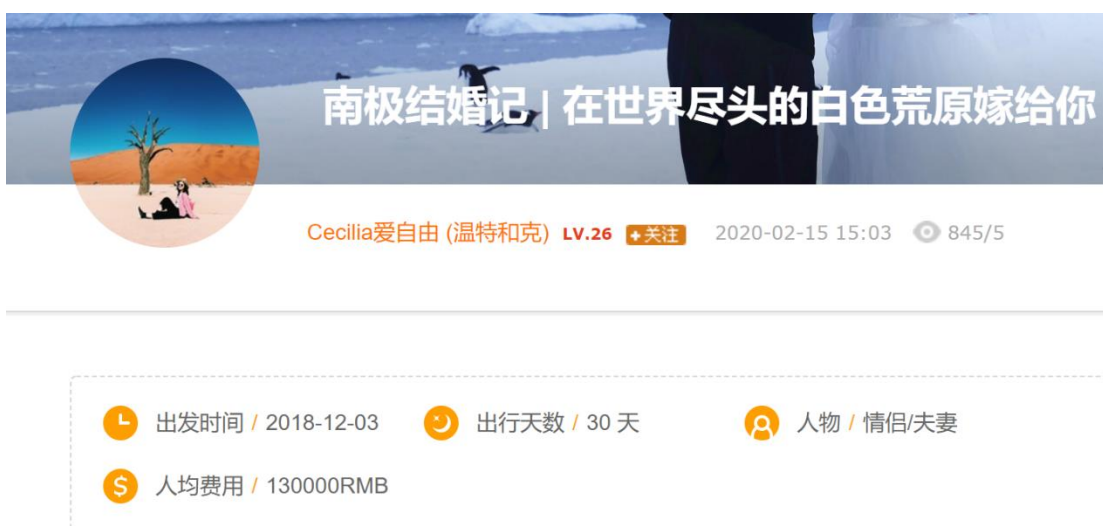 南极结婚记 | 在世界尽头的白色荒原嫁给你
Cecilia爱自由 (温特和克) LV.26 +关注 2020-02-15 15:03 845/5
出发时间 / 2018-12-03 出行天数 / 30 天 人物 / 情侣/夫妻
人均费用 / 130000RMB